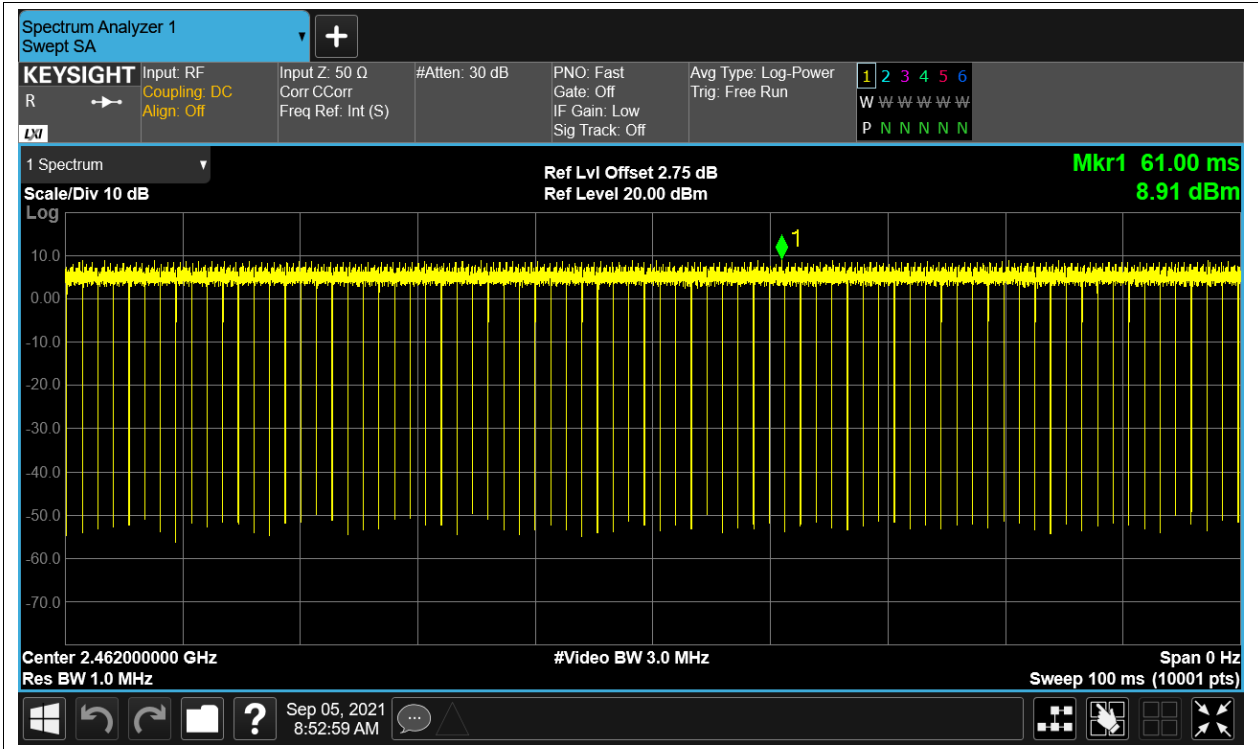 Spectrum Analyzer 1
Swept SA
KEYSIGHT
R
LXI
Input: RF
Coupling: DC
Align: Off
Input Z: 50 Ω
Corr CCorr
Freq Ref: Int (S)
#Atten: 30 dB
PNO: Fast
Gate: Off
IF Gain: Low
Sig Track: Off
Avg Type: Log-Power
Trig: Free Run
1 2 3 4 5 6
W W W W W W
P N N N N N
1 Spectrum
Scale/Div 10 dB
Log
Ref Lvl Offset 2.75 dB
Ref Level 20.00 dBm
Mkr1 61.00 ms
8.91 dBm
1
10.0
0.00
-10.0
-20.0
-30.0
-40.0
-50.0
-60.0
-70.0
Center 2.462000000 GHz
Res BW 1.0 MHz
#Video BW 3.0 MHz
Span 0 Hz
Sweep 100 ms (10001 pts)
?
Sep 05, 2021
8:52:59 AM